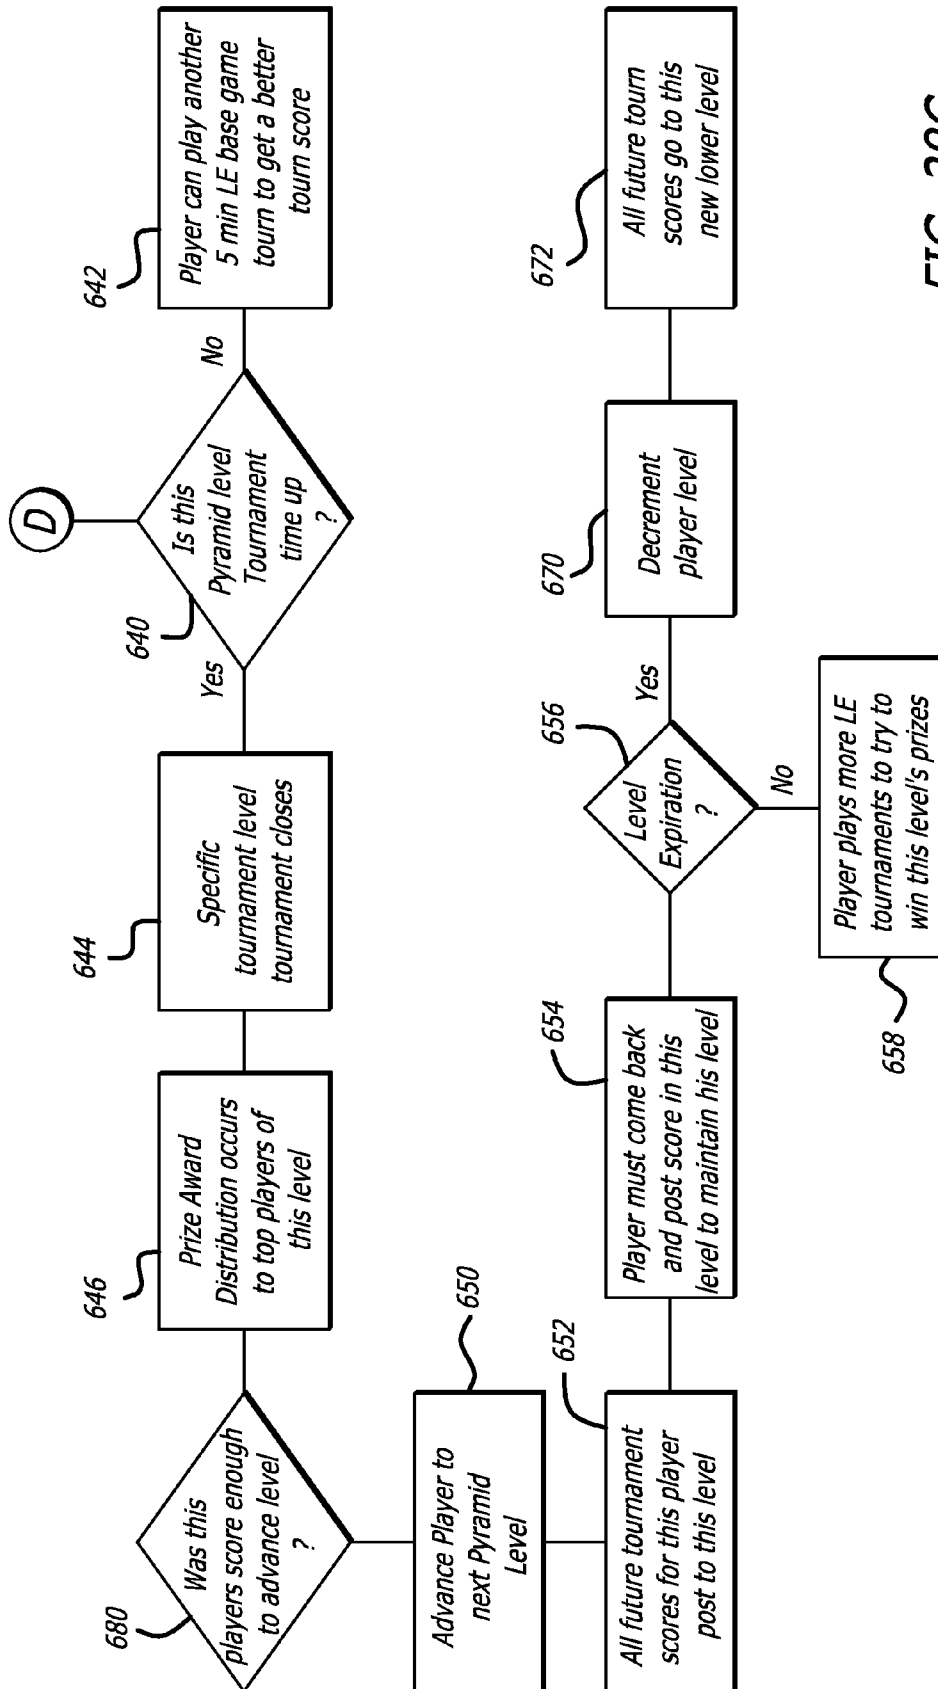 D
Is this
Pyramid level
Tournament
time up
?
640
Yes
No
642
Player can play another
5 min LE base game
tourn to get a better
tourn score
644
Specific
tournament level
tournament closes
646
Prize Award
Distribution occurs
to top players of
this level
680
Was this
players score enough
to advance level
?
650
Advance Player to
next Pyramid
Level
652
All future tournament
scores for this player
post to this level
654
Player must come back
and post score in this
level to maintain his level
656
Level
Expiration
?
Yes
No
658
Player plays more LE
tournaments to try to
win this level's prizes
670
Decrement
player level
672
All future tourn
scores go to this
new lower level